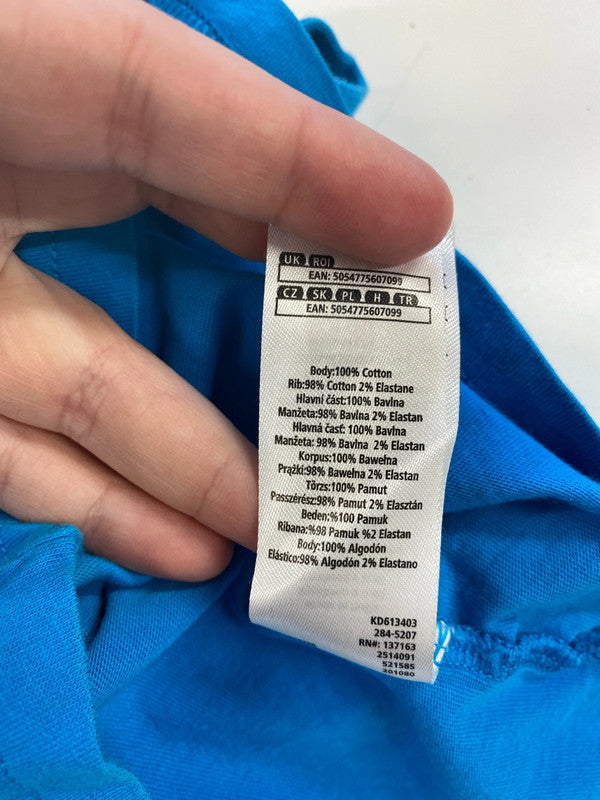 UK ROI
EAN: 5054775607099
CZ SK PL H TR
EAN: 5054775607099
Body:100% Cotton
Rib:98% Cotton 2% Elastane
Hlavní část:100% Bavlna
Manžeta:98% Bavlna 2% Elastan
Hlavná časť: 100% Bavlna
Manžeta: 98% Bavlna 2% Elastan
Korpus:100% Bawełna
Prążki:98% Bawełna 2% Elastan
Törzs:100% Pamut
Passzérész:98% Pamut 2% Elasztán
Beden:%100 Pamuk
Ribana:%98 Pamuk %2 Elastan
Body:100% Algodón
Elástico:98% Algodón 2% Elastano
KD613403
284-5207
RN#: 137163
2514091
521585
201080